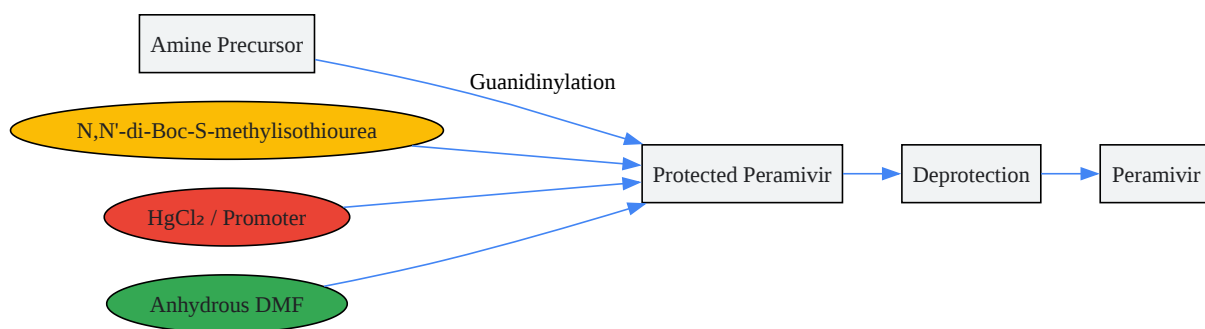 Amine Precursor
Guanidinylation
N,N'-di-Boc-S-methylisothiourea
HgCl₂ / Promoter
Anhydrous DMF
Protected Peramivir
Deprotection
Peramivir